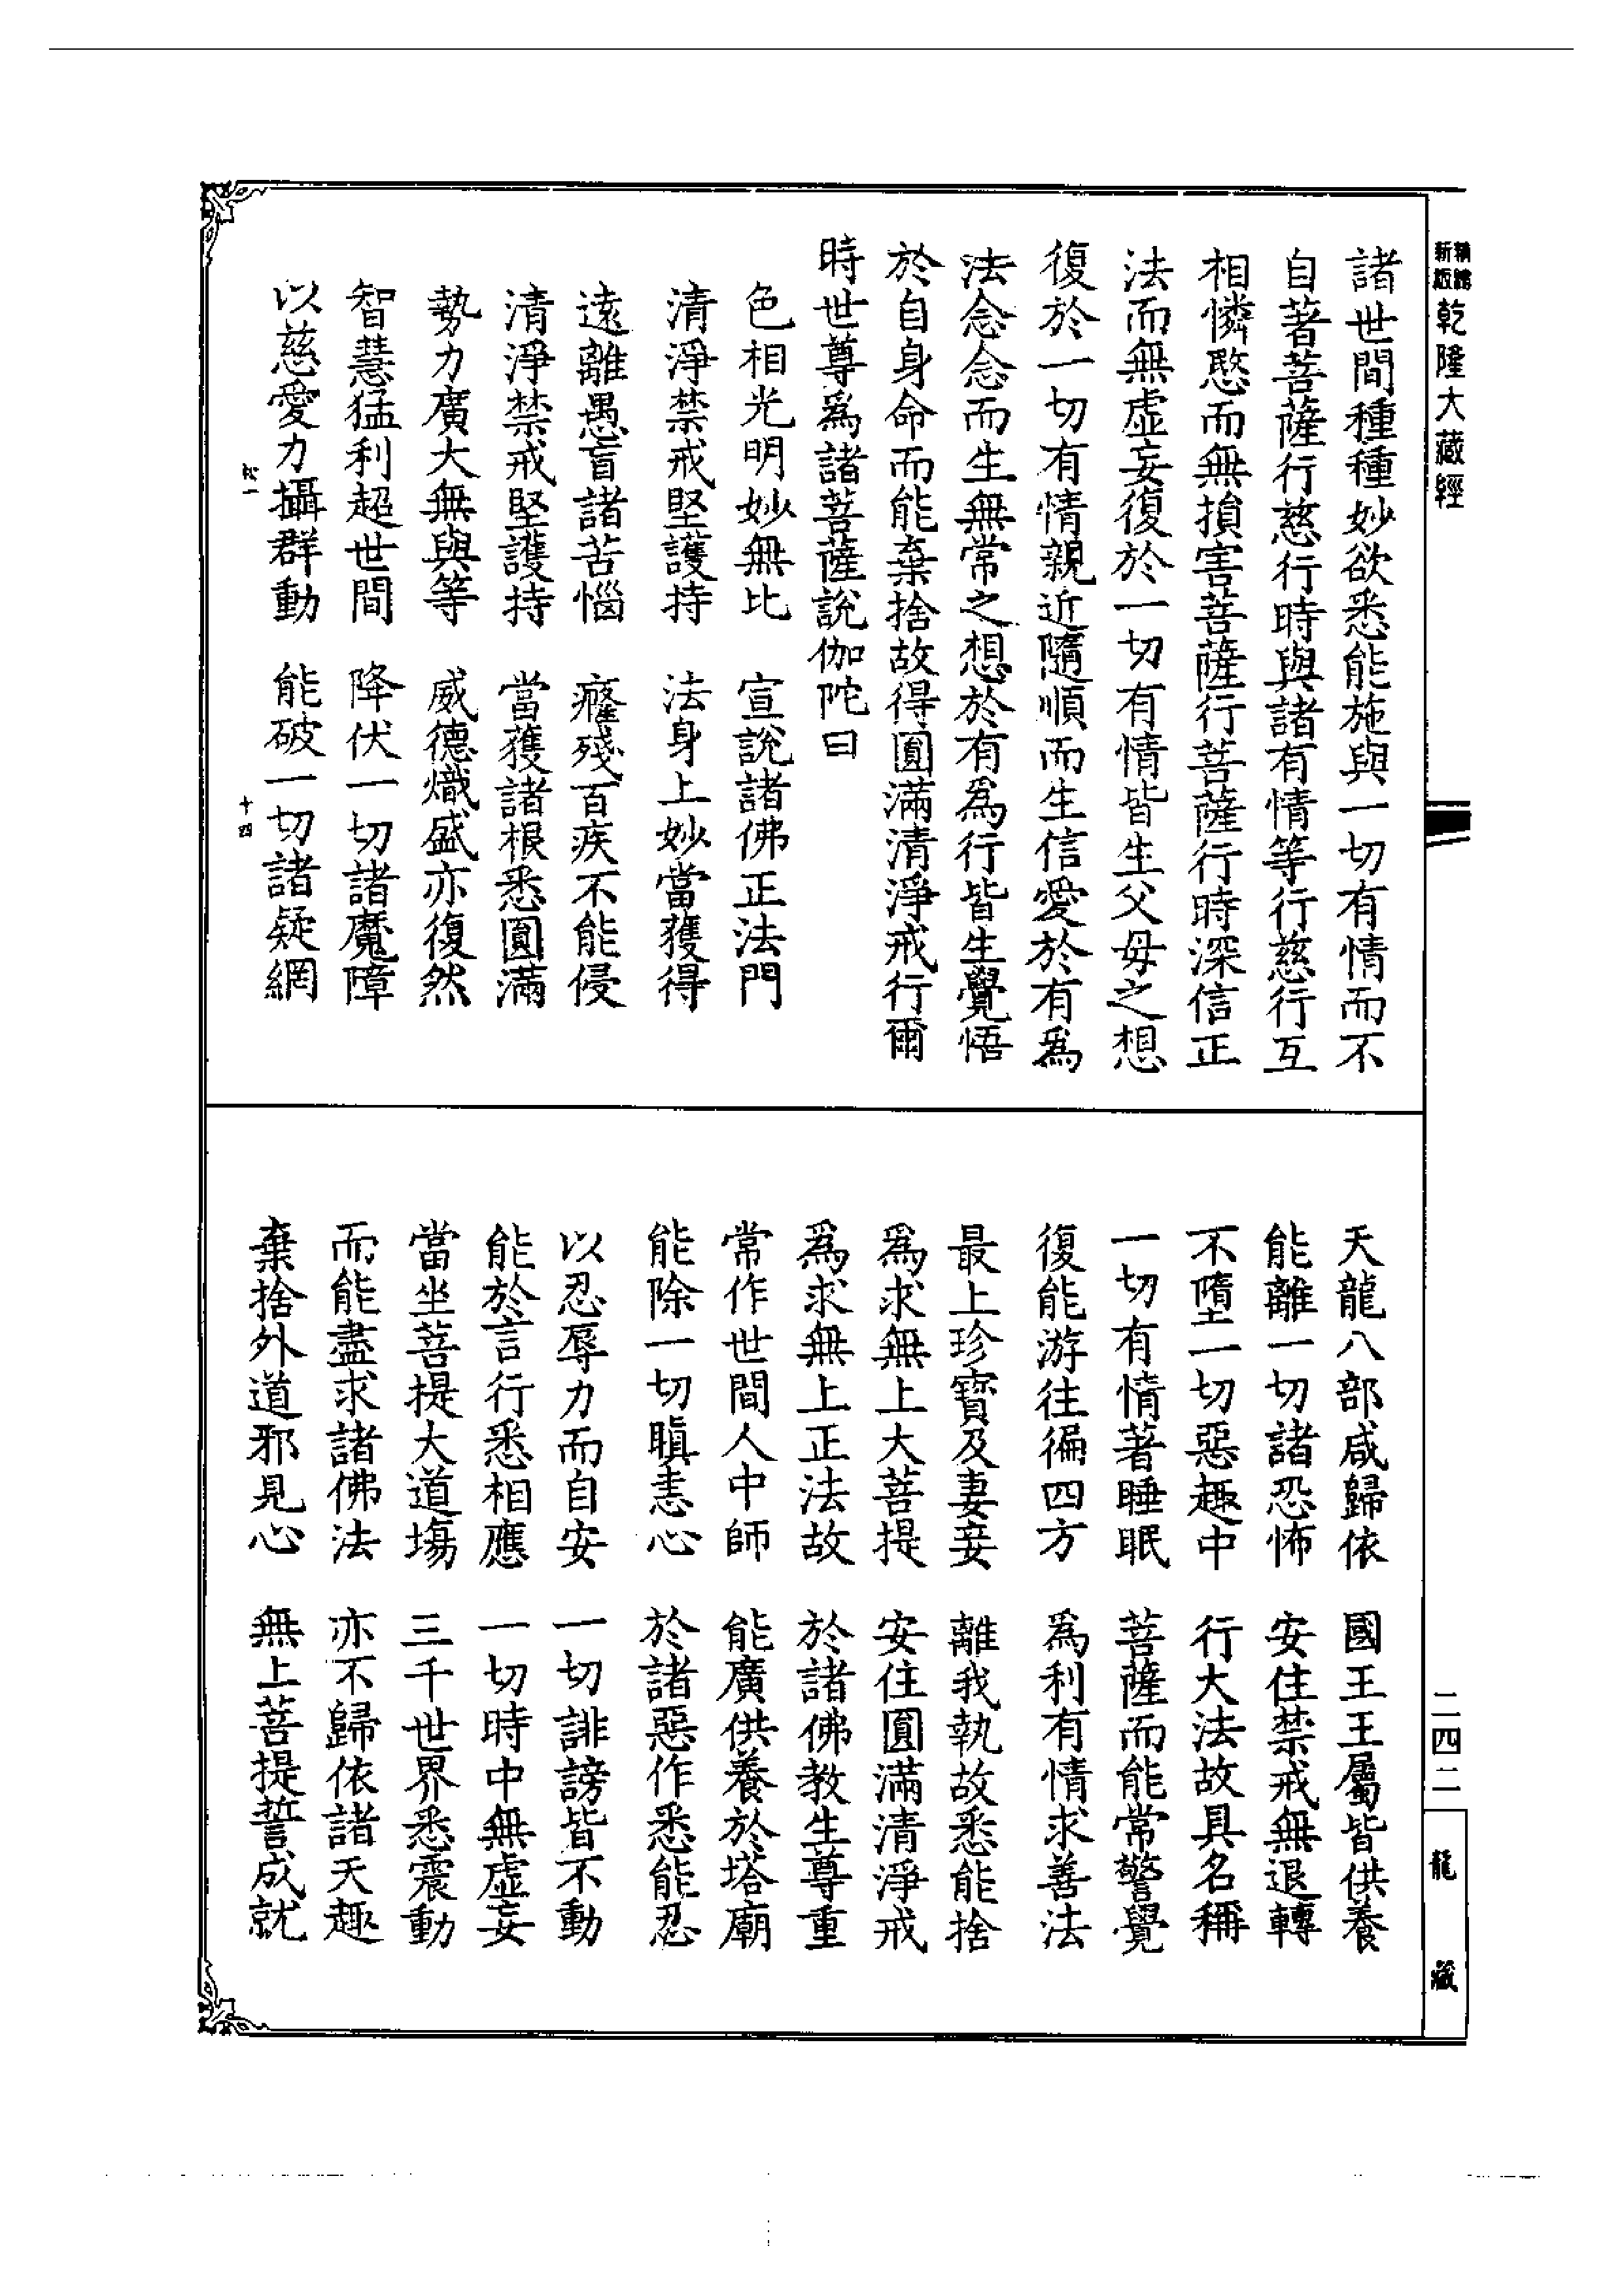 新版
乾隆大藏經
諸世間種種妙欲悉能施與一切有情而不
自著菩薩行慈行時與諸有情等行慈行互
相憐愍而無損害菩薩行菩薩行時深信正
法而無虛妄復於一切有情皆生父母之想
復於一切有情親近隨順而生信愛於有爲
法念念而生無常之想於有爲行皆生覺悟
於自身命而能棄捨故得圓滿清淨戒行爾
時世尊爲諸菩薩說伽陀曰
色相光明妙無比　宣說諸佛正法門
清淨禁戒堅護持　法身上妙當獲得
遠離愚盲諸苦惱　癃殘百疾不能侵
清淨禁戒堅護持　當獲諸根悉圓滿
勢力廣大無與等　威德熾盛亦復然
智慧猛利超世間　降伏一切諸魔障
以慈愛力攝群動　能破一切諸疑網
十四
天龍八部咸歸依　國王王屬皆供養
能離一切諸恐怖　安住禁戒無退轉
不墮一切惡趣中　行大法故具名稱
一切有情著睡眠　菩薩而能常警覺
復能游往徧四方　爲利有情求善法
最上珍寶及妻妾　離我執故悉能捨
爲求無上大菩提　安住圓滿清淨戒
爲求無上正法故　於諸佛教生尊重
常作世間人中師　能廣供養於塔廟
能除一切瞋恚心　於諸惡作悉能忍
以忍辱力而自安　一切誹謗皆不動
能於言行悉相應　一切時中無虛妄
當坐菩提大道場　三千世界悉震動
而能盡求諸佛法　亦不歸依諸天趣
棄捨外道邪見心　無上菩提誓成就
二四二
龍藏